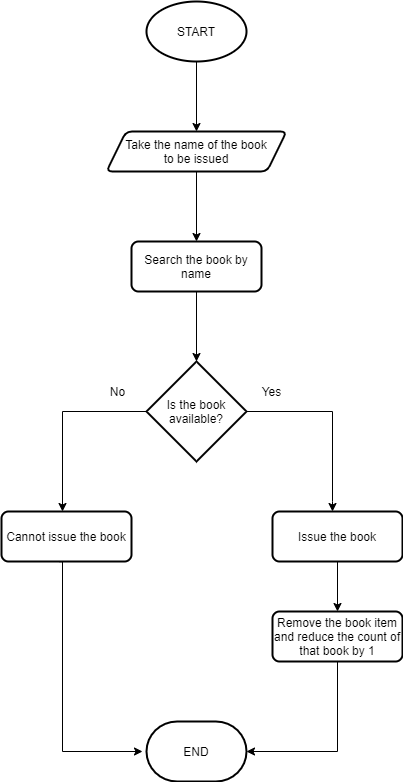 START
Take the name of the book
to be issued
Search the book by
name
No
Yes
Is the book
available?
Cannot issue the book
Issue the book
Remove the book item
and reduce the count of
that book by 1
END